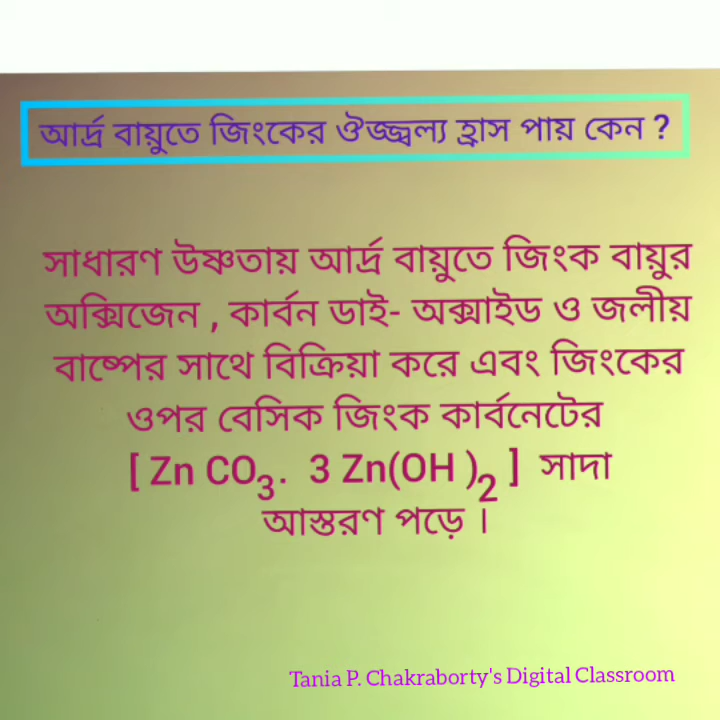 আর্দ্র বায়ুতে জিংকের ঔজ্জ্বল্য হ্রাস পায় কেন ?
সাধারণ উষ্ণতায় আর্দ্র বায়ুতে জিংক বায়ুর
অক্সিজেন , কার্বন ডাই- অক্সাইড ও জলীয়
বাষ্পের সাথে বিক্রিয়া করে এবং জিংকের
ওপর বেসিক জিংক কার্বনেটের
[ Zn CO₃. 3 Zn(OH )₂ ] সাদা
আস্তরণ পড়ে ।
Tania P. Chakraborty's Digital Classroom